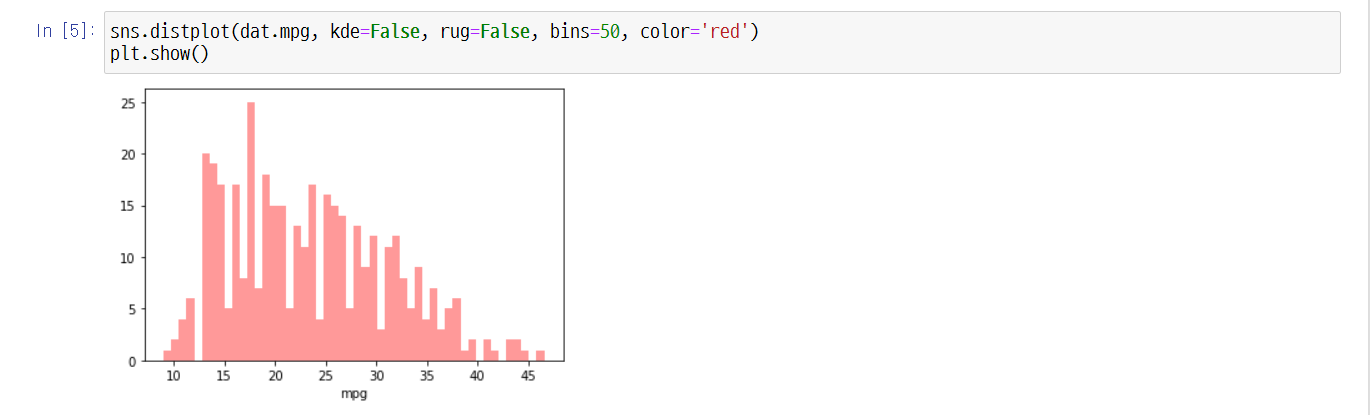 In [5]: sns.distplot(dat.mpg, kde=False, rug=False, bins=50, color='red')
plt.show()
25
20
15
10
5
0
10 15 20 25 30 35 40 45
mpg